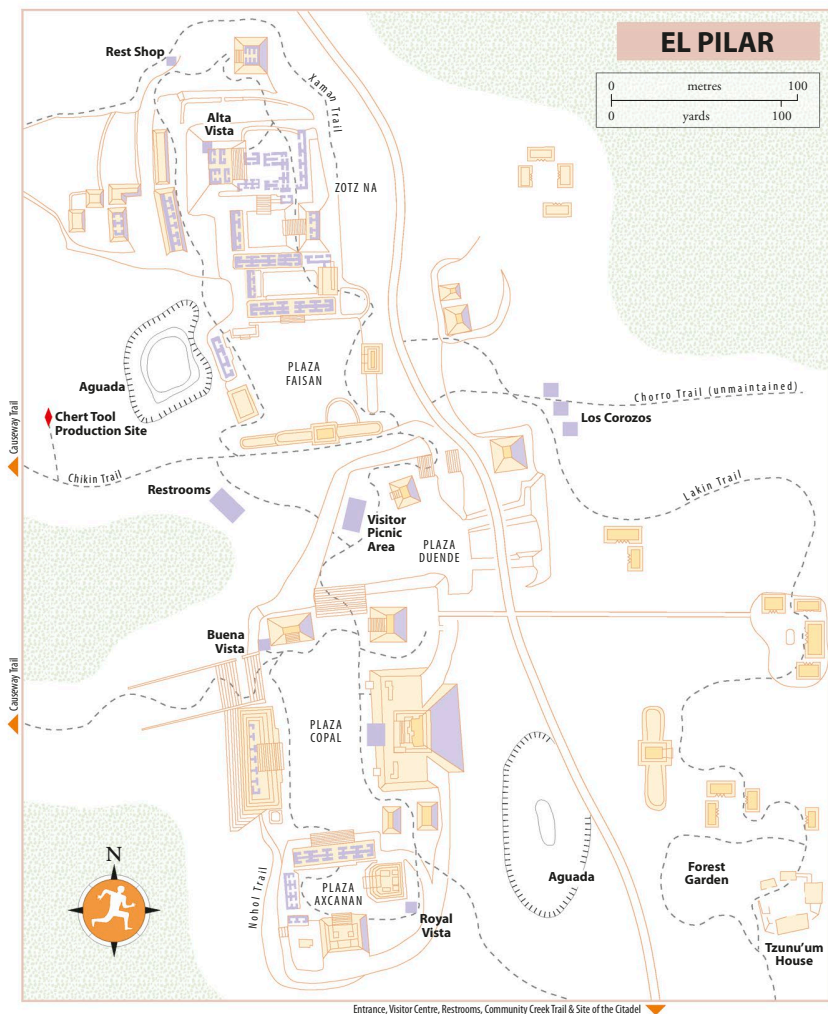 EL PILAR
0 metres 100
0 yards 100
Rest Shop
Xaman Trail
Alta
Vista
ZOTZ NA
PLAZA
FAISAN
Aguada
Chert Tool
Production Site
Causeway Trail
Chikin Trail
Restrooms
Chorro Trail (unmaintained)
Los Corozos
Lakin Trail
Visitor
Picnic
Area
PLAZA
DUENDE
Buena
Vista
Causeway Trail
PLAZA
COPAL
N
Nohol Trail
PLAZA
AXCANAN
Royal
Vista
Aguada
Forest
Garden
Tzunu'um
House
Entrance, Visitor Centre, Restrooms, Community Creek Trail & Site of the Citadel